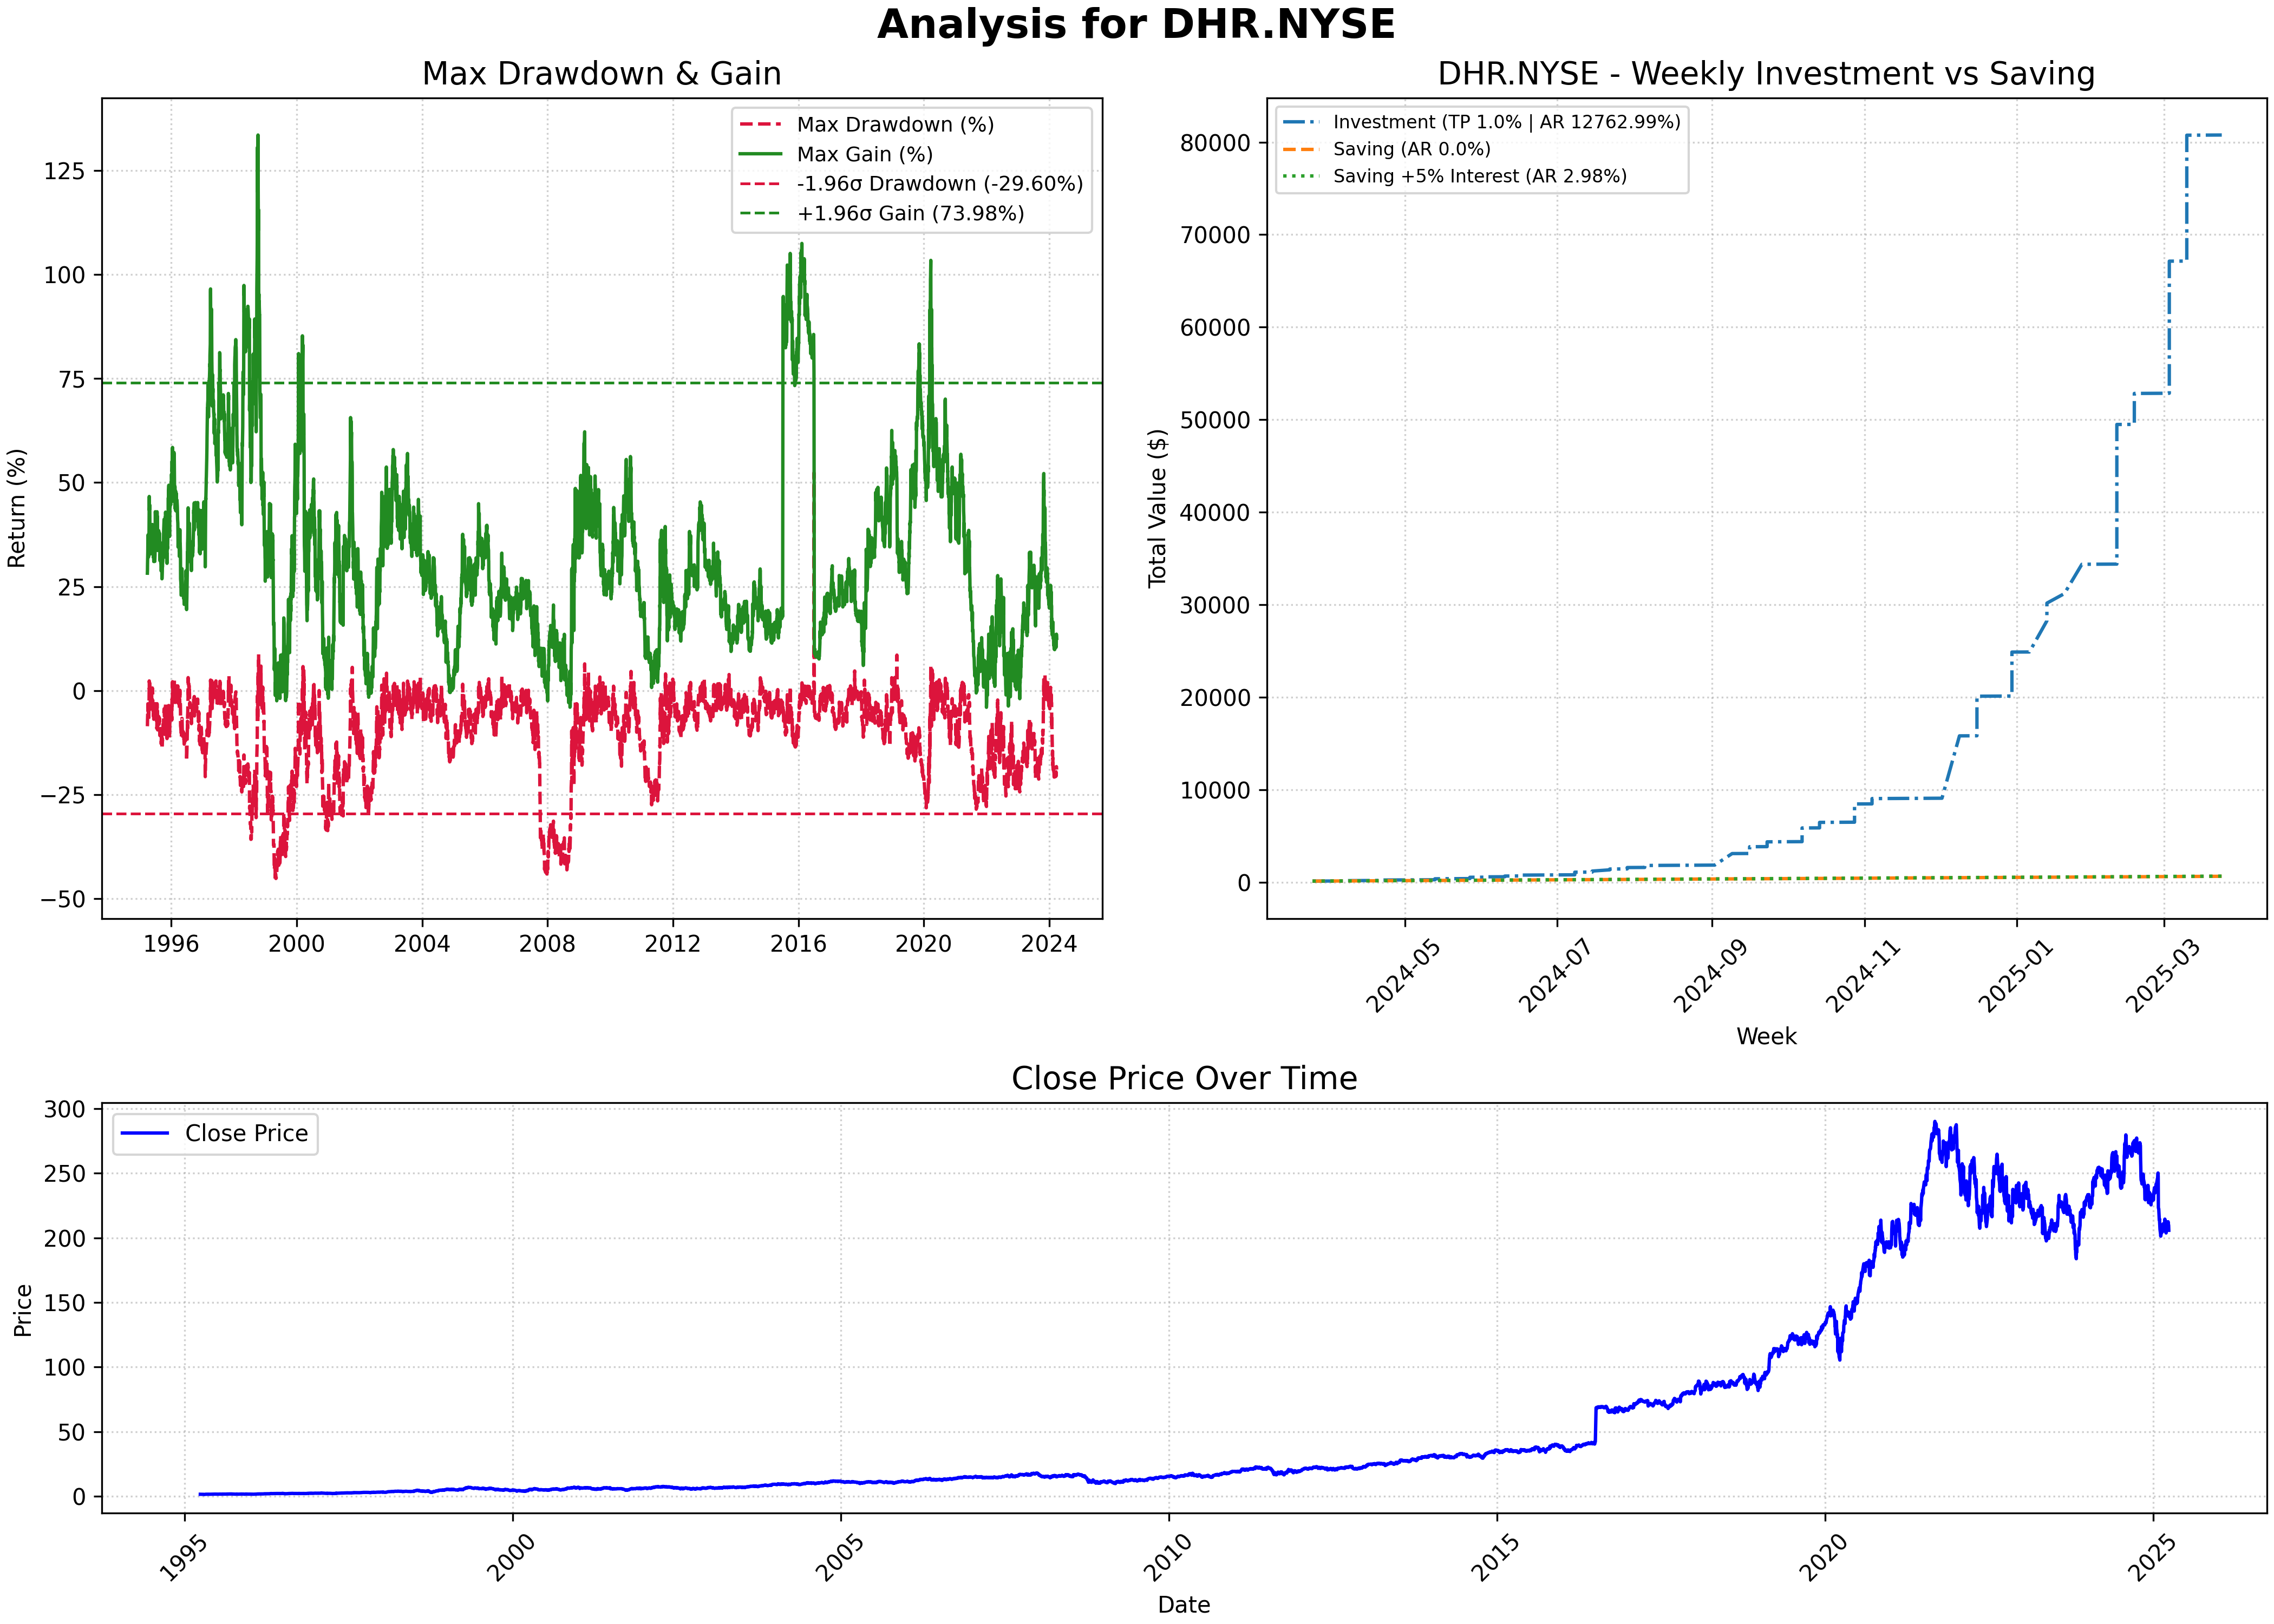 Analysis for DHR.NYSE
Max Drawdown & Gain
Return (%)
125
100
75
50
25
0
−25
−50
1996
2000
2004
2008
2012
2016
2020
2024
Max Drawdown (%)
Max Gain (%)
-1.96σ Drawdown (-29.60%)
+1.96σ Gain (73.98%)
DHR.NYSE - Weekly Investment vs Saving
Total Value ($)
80000
70000
60000
50000
40000
30000
20000
10000
0
2024-05
2024-07
2024-09
2024-11
2025-01
2025-03
Week
Investment (TP 1.0% | AR 12762.99%)
Saving (AR 0.0%)
Saving +5% Interest (AR 2.98%)
Close Price Over Time
Price
300
250
200
150
100
50
0
1995
2000
2005
2010
2015
2020
2025
Date
Close Price